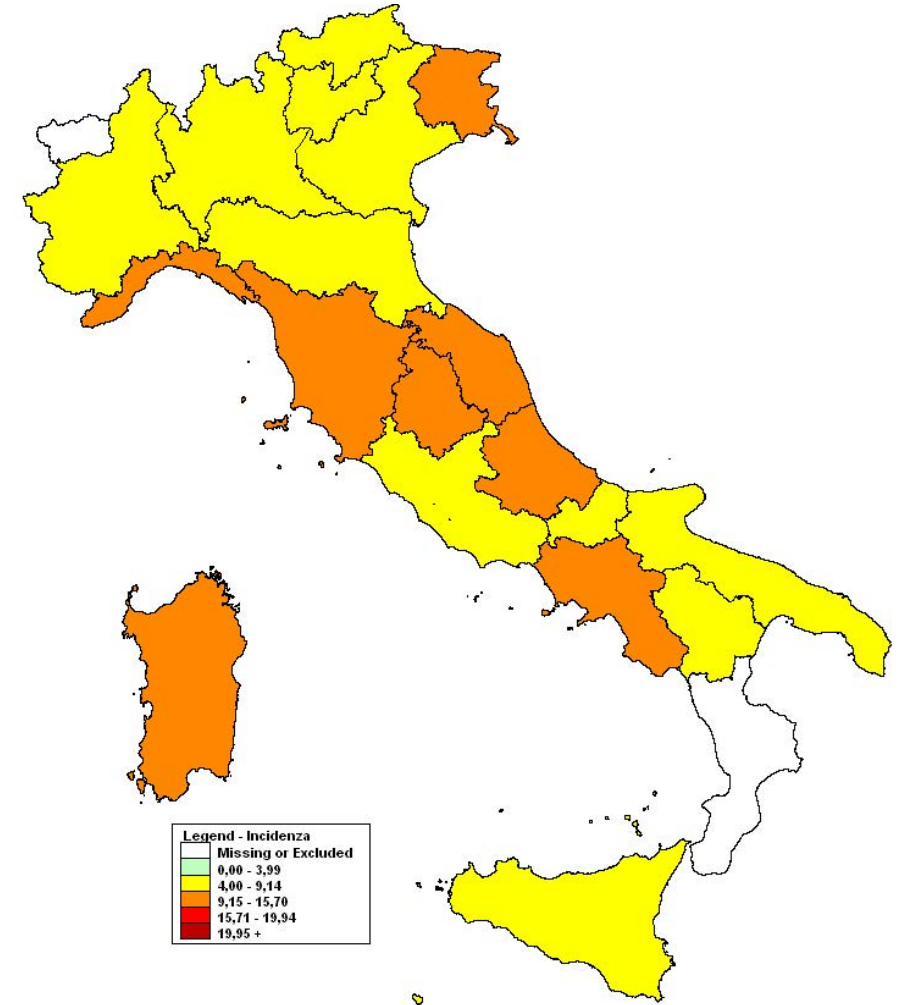 Legend - Incidenza
Missing or Excluded
0,00 - 3,99
4,00 - 9,14
9,15 - 15,70
15,71 - 19,94
19,95 +